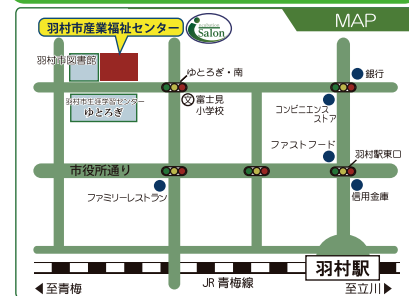 MAP
羽村市産業福祉センター
Salon
羽村市図書館
ゆとろぎ・南
銀行
羽村市生涯学習センター
ゆとろぎ
文
富士見
小学校
コンビニエンス
ストア
ファストフード
羽村駅東口
市役所通り
ファミリーレストラン
信用金庫
羽村駅
JR 青梅線
◀至青梅
至立川▶